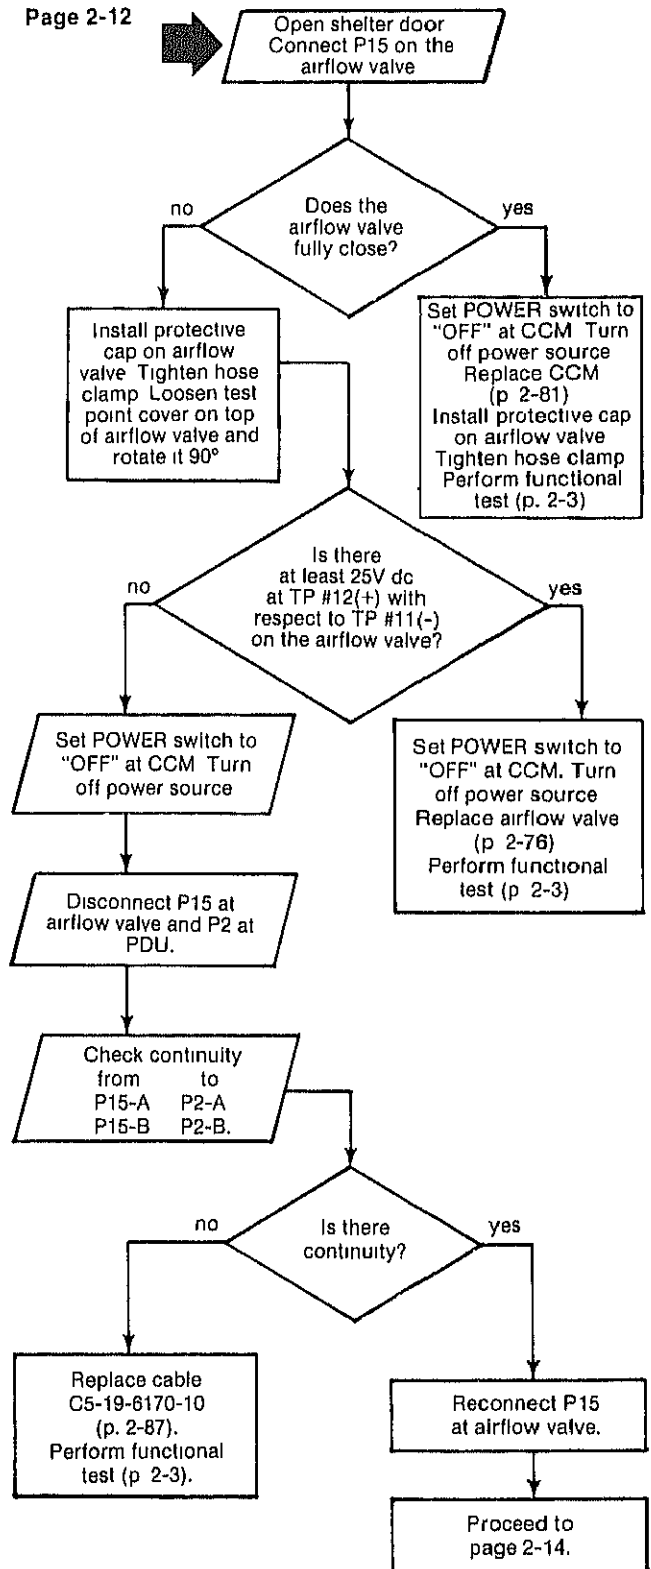 Page 2-12
Open shelter door
Connect P15 on the
airflow valve
Does the
airflow valve
fully close?
no
yes
Install protective
cap on airflow
valve Tighten hose
clamp Loosen test
point cover on top
of airflow valve and
rotate it 90°
Set POWER switch to
"OFF" at CCM Turn
off power source
Replace CCM
(p 2-81)
Install protective cap
on airflow valve
Tighten hose clamp
Perform functional
test (p. 2-3)
Is there
at least 25V dc
at TP #12(+) with
respect to TP #11(-)
on the airflow valve?
no
yes
Set POWER switch to
"OFF" at CCM Turn
off power source
Set POWER switch to
"OFF" at CCM. Turn
off power source
Replace airflow valve
(p 2-76)
Perform functional
test (p 2-3)
Disconnect P15 at
airflow valve and P2 at
PDU.
Check continuity
from to
P15-A P2-A
P15-B P2-B.
Is there
continuity?
no
yes
Replace cable
C5-19-6170-10
(p. 2-87).
Perform functional
test (p 2-3).
Reconnect P15
at airflow valve.
Proceed to
page 2-14.